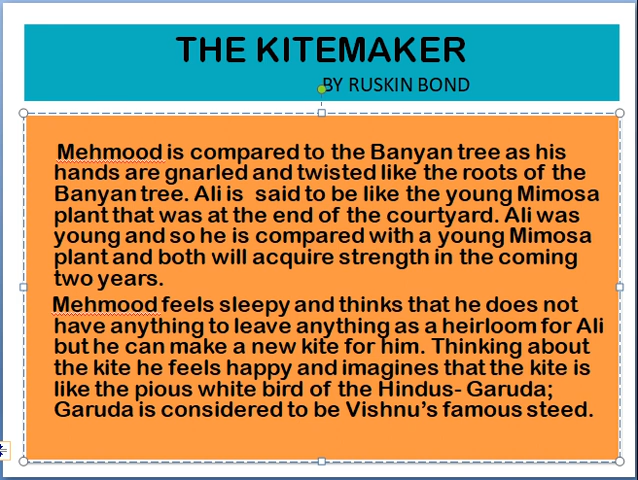 THE KITEMAKER
BY RUSKIN BOND
Mehmood is compared to the Banyan tree as his
hands are gnarled and twisted like the roots of the
Banyan tree. Ali is said to be like the young Mimosa
plant that was at the end of the courtyard. Ali was
young and so he is compared with a young Mimosa
plant and both will acquire strength in the coming
two years.
Mehmood feels sleepy and thinks that he does not
have anything to leave anything as a heirloom for Ali
but he can make a new kite for him. Thinking about
the kite he feels happy and imagines that the kite is
like the pious white bird of the Hindus- Garuda;
Garuda is considered to be Vishnu's famous steed.